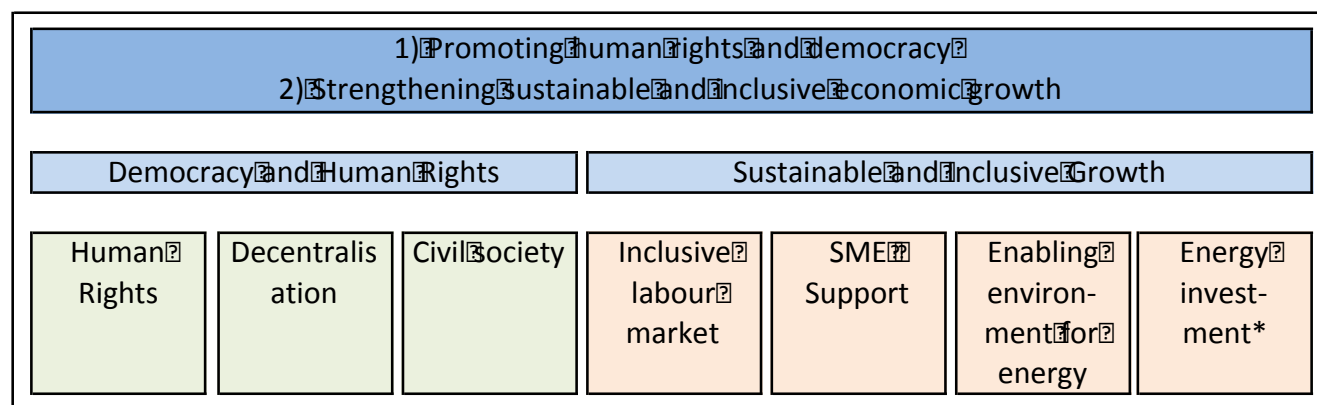 1) Promoting human rights and democracy
2) Strengthening sustainable and inclusive economic growth
Democracy and Human Rights
Sustainable and Inclusive Growth
Human
Rights
Decentralis
ation
Civil society
Inclusive
labour
market
SME
Support
Enabling
environ-
ment for
energy
Energy
invest-
ment*